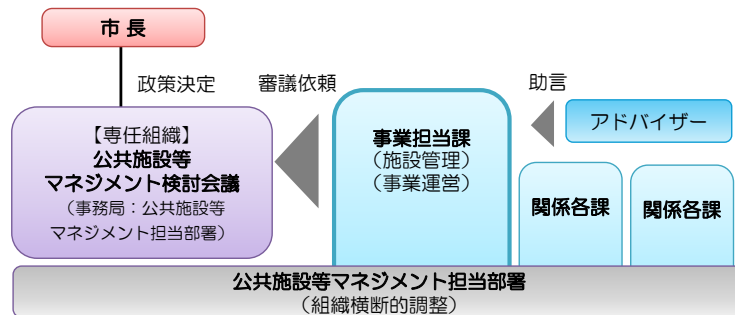 市長
政策決定
審議依頼
助言
アドバイザー
【専任組織】
公共施設等
マネジメント検討会議
（事務局：公共施設等
マネジメント担当部署）
事業担当課
（施設管理）
（事業運営）
関係各課
関係各課
公共施設等マネジメント担当部署
（組織横断的調整）